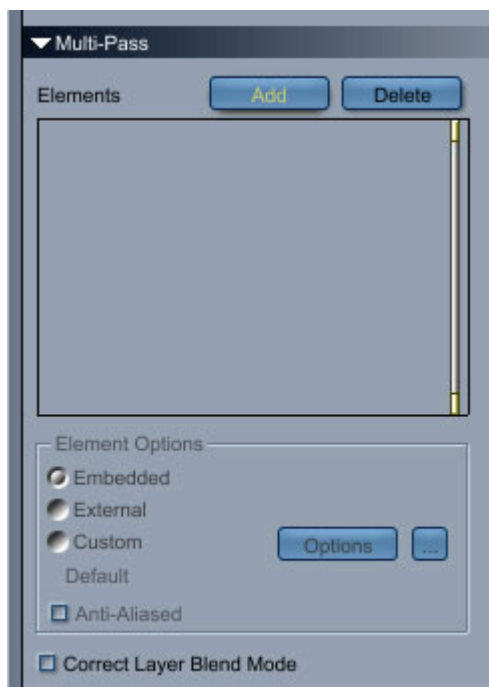 Multi-Pass
Elements Add Delete
Element Options
Embedded
External
Custom Options ...
Default
Anti-Aliased
Correct Layer Blend Mode